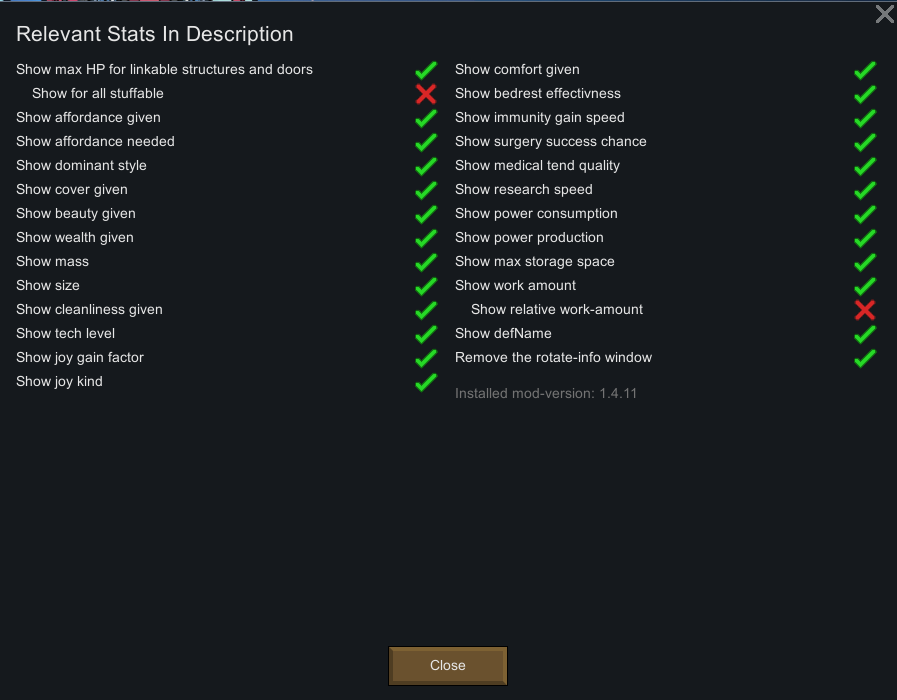 Relevant Stats In Description
Show max HP for linkable structures and doors
Show for all stuffable
Show affordance given
Show affordance needed
Show dominant style
Show cover given
Show beauty given
Show wealth given
Show mass
Show size
Show cleanliness given
Show tech level
Show joy gain factor
Show joy kind
Show comfort given
Show bedrest effectivness
Show immunity gain speed
Show surgery success chance
Show medical tend quality
Show research speed
Show power consumption
Show power production
Show max storage space
Show work amount
Show relative work-amount
Show defName
Remove the rotate-info window
Installed mod-version: 1.4.11
Close